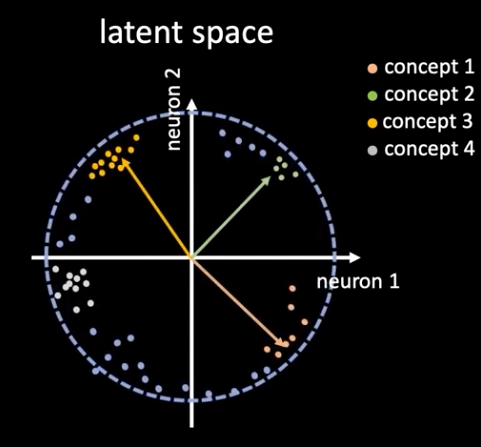 latent space
neuron 2
concept 1
concept 2
concept 3
concept 4
neuron 1